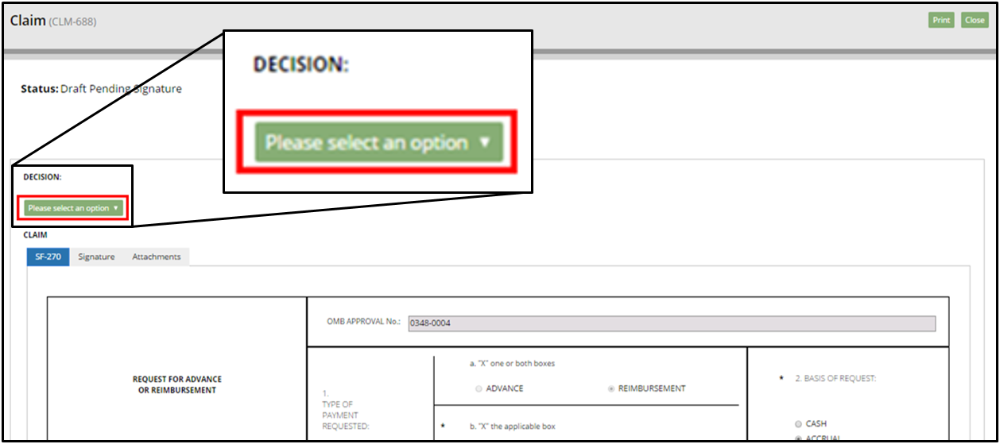 Claim (CLM-688)
Print
Close
Status: Draft Pending Signature
DECISION:
Please select an option ▼
DECISION:
Please select an option ▼
CLAIM
SF-270
Signature
Attachments
OMB APPROVAL No.: 0348-0004
REQUEST FOR ADVANCE
OR REIMBURSEMENT
1.
TYPE OF
PAYMENT
REQUESTED:
a. "X" one or both boxes
ADVANCE
REIMBURSEMENT
* b. "X" the applicable box
* 2. BASIS OF REQUEST:
CASH
ACCRUAL